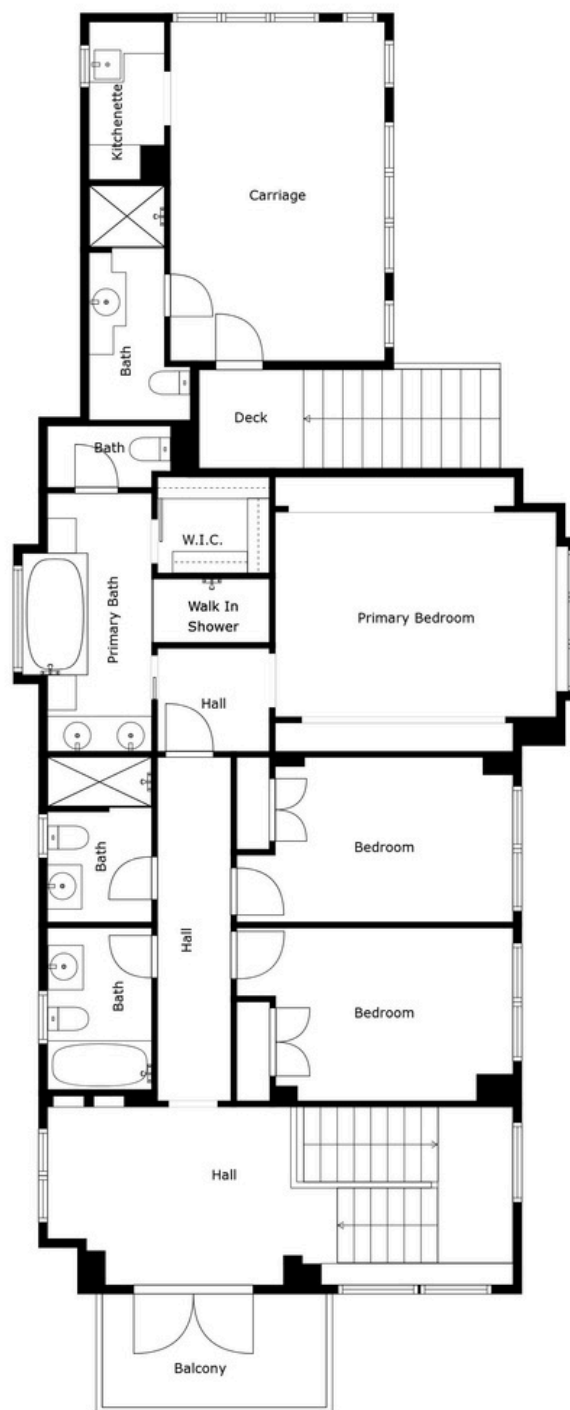 Kitchenette
Carriage
Bath
Deck
Bath
W.I.C.
Primary Bath
Walk In
Shower
Primary Bedroom
Hall
Bath
Bedroom
Hall
Bath
Bedroom
Hall
Balcony